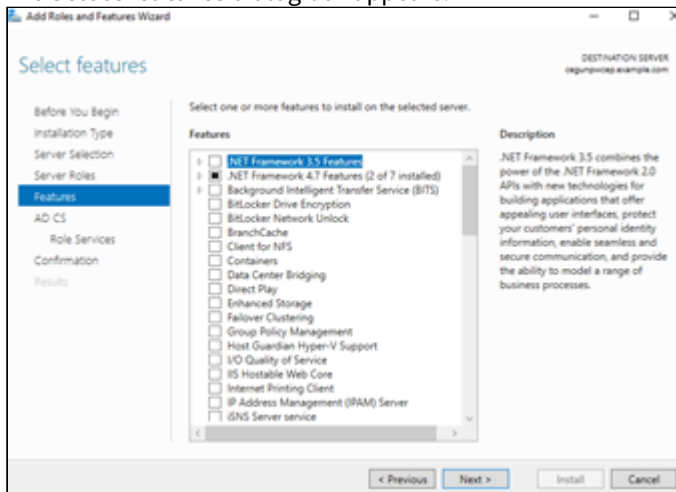 Add Roles and Features Wizard
Select features
DESTINATION SERVER
Before You Begin
Installation Type
Server Selection
Server Roles
Features
AD CS
Role Services
Confirmation
Results
Select one or more features to install on the selected server.
Features
.NET Framework 3.5 Features
.NET Framework 4.7 Features (2 of 7 installed)
Background Intelligent Transfer Service (BITS)
BitLocker Drive Encryption
BitLocker Network Unlock
BranchCache
Client for NFS
Containers
Data Center Bridging
Direct Play
Enhanced Storage
Failover Clustering
Group Policy Management
Host Guardian Hyper-V Support
I/O Quality of Service
IIS Hostable Web Core
Internet Printing Client
IP Address Management (IPAM) Server
iSNS Server service
Description
.NET Framework 3.5 combines the
power of the .NET Framework 2.0
APIs with new technologies for
building applications that offer
appealing user interfaces, protect
your customers' personal identity
information, enable seamless and
secure communication, and provide
the ability to model a range of
business processes.
< Previous
Next >
Install
Cancel